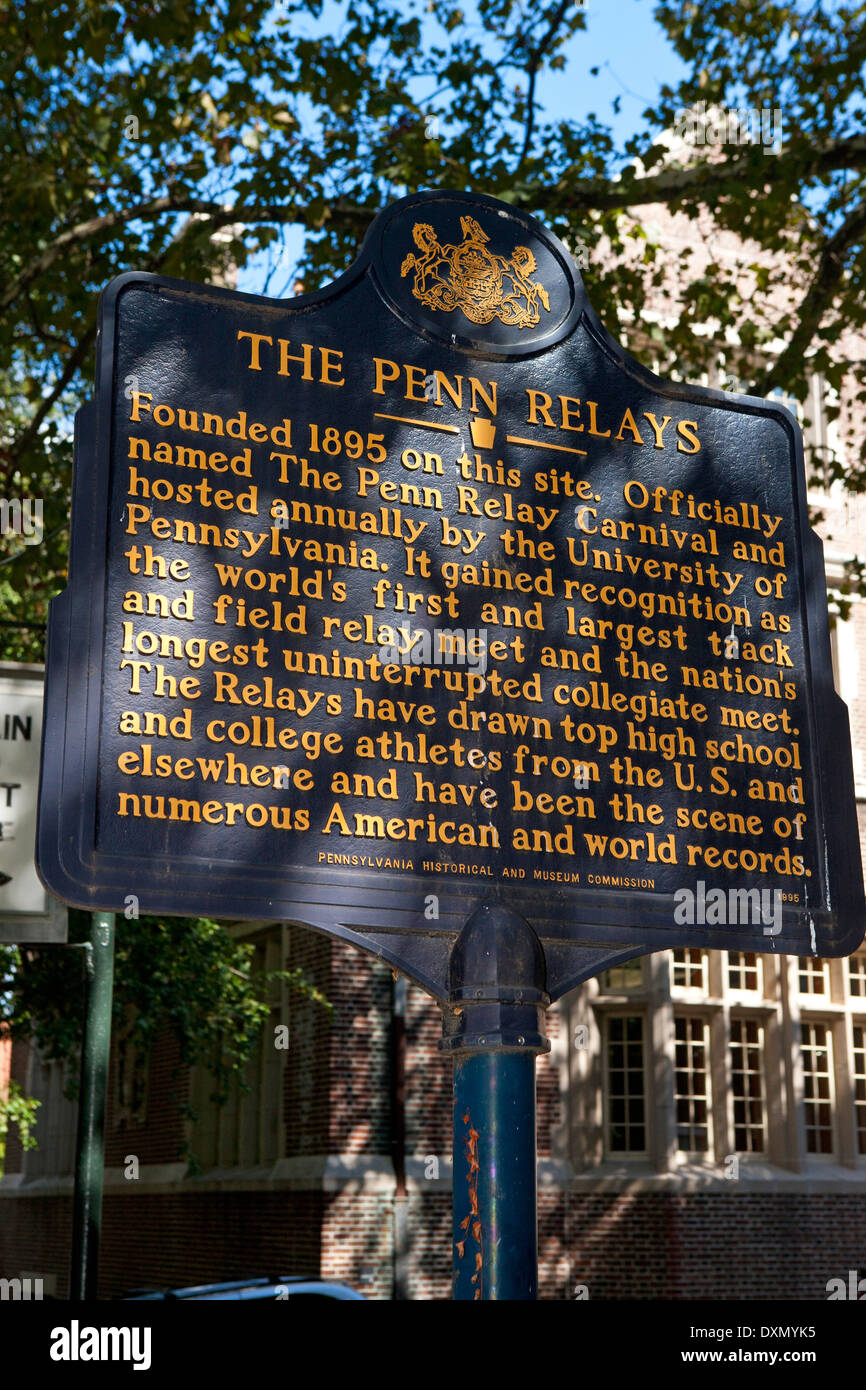 THE PENN RELAYS
Founded 1895 on this site. Officially
named The Penn Relay Carnival and
hosted annually by the University of
Pennsylvania. It gained recognition as
the world's first and largest track
and field relay meet and the nation's
longest uninterrupted collegiate meet.
The Relays have drawn top high school
and college athletes from the U. S. and
elsewhere and have been the scene of
numerous American and world records.
PENNSYLVANIA HISTORICAL AND MUSEUM COMMISSION
1995
alamy
alamy
Image ID: DXMYK5
www.alamy.com